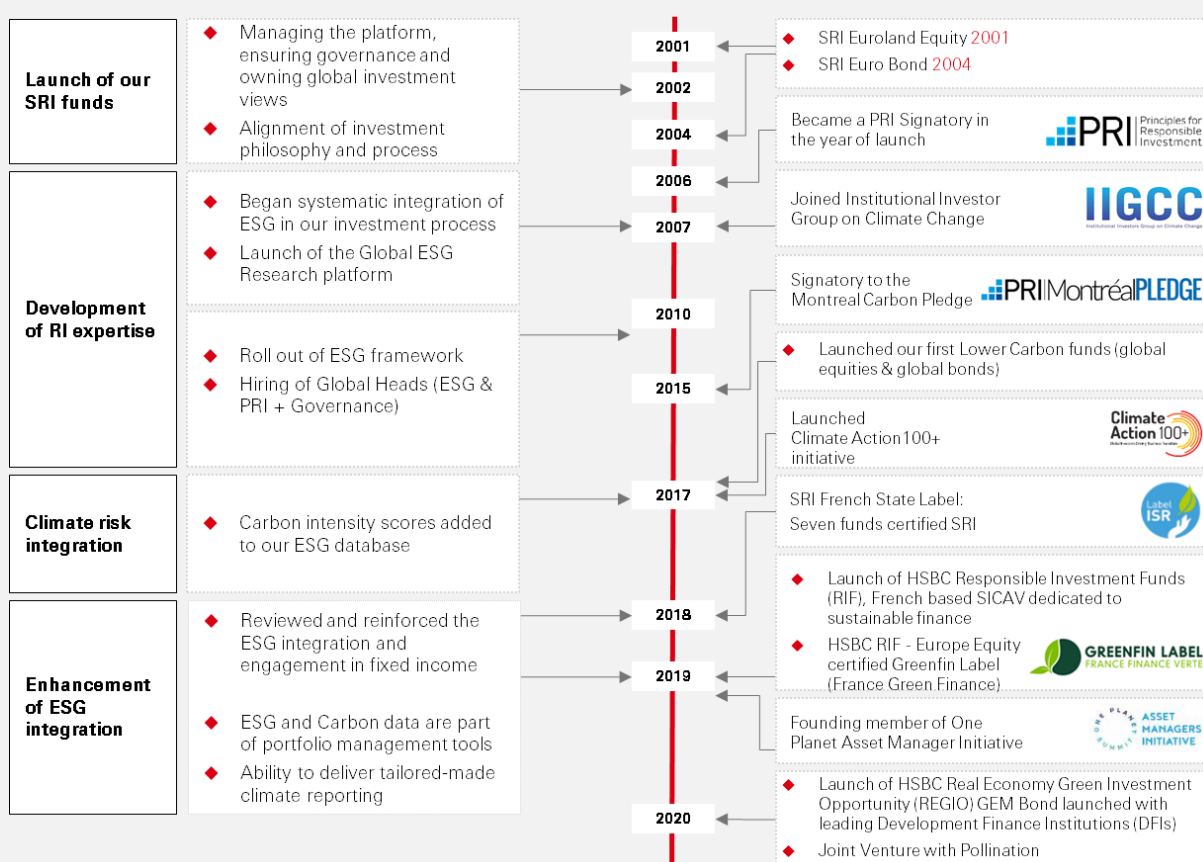 Launch of our
SRI funds
Managing the platform,
ensuring governance and
owning global investment
views
Alignment of investment
philosophy and process
Development
of RI expertise
Began systematic integration of
ESG in our investment process
Launch of the Global ESG
Research platform
Roll out of ESG framework
Hiring of Global Heads (ESG &
PRI + Governance)
Climate risk
integration
Carbon intensity scores added
to our ESG database
Enhancement
of ESG
integration
Reviewed and reinforced the
ESG integration and
engagement in fixed income
ESG and Carbon data are part
of portfolio management tools
Ability to deliver tailored-made
climate reporting
2001
2002
2004
2006
2007
2010
2015
2017
2018
2019
2020
SRI Euroland Equity 2001
SRI Euro Bond 2004
Became a PRI Signatory in
the year of launch
PRI
Principles for
Responsible
Investment
Joined Institutional Investor
Group on Climate Change
IIGCC
Institutional Investors Group on Climate Change
Signatory to the
Montreal Carbon Pledge
PRI MontréalPLEDGE
Launched our first Lower Carbon funds (global
equities & global bonds)
Launched
Climate Action 100+
initiative
Climate
Action 100+
SRI French State Label:
Seven funds certified SRI
Label
ISR
Launch of HSBC Responsible Investment Funds
(RIF), French based SICAV dedicated to
sustainable finance
HSBC RIF - Europe Equity
certified Greenfin Label
(France Green Finance)
GREENFIN LABEL
FRANCE FINANCE VERTE
Founding member of One
Planet Asset Manager Initiative
ONE PLANET SUMMIT
ASSET
MANAGERS
INITIATIVE
Launch of HSBC Real Economy Green Investment
Opportunity (REGIO) GEM Bond launched with
leading Development Finance Institutions (DFIs)
Joint Venture with Pollination